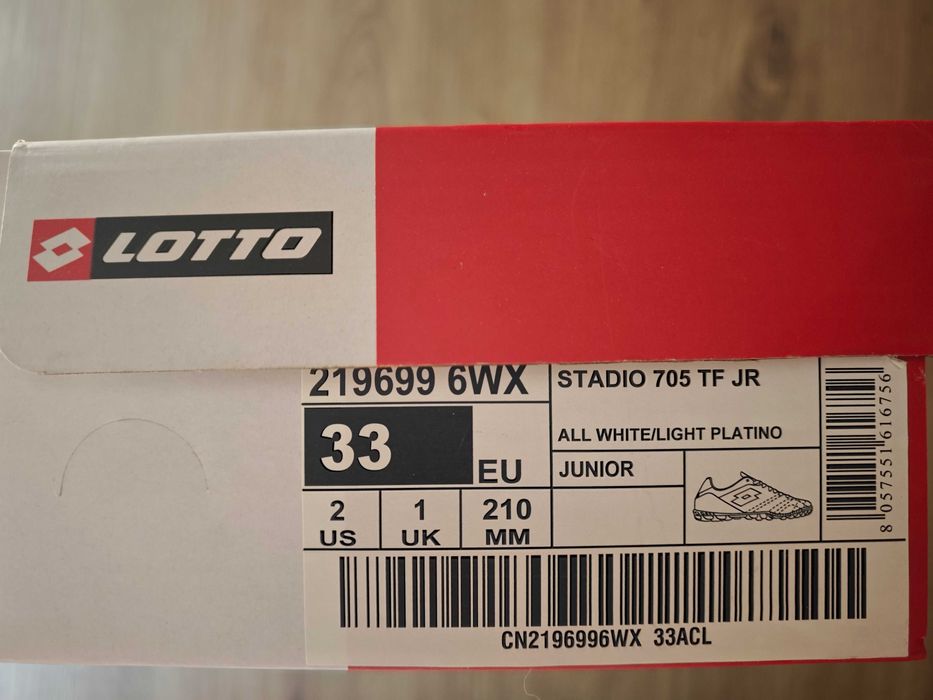 LOTTO
219699 6WX
33
EU
2
US
1
UK
210
MM
STADIO 705 TF JR
ALL WHITE/LIGHT PLATINO
JUNIOR
8 057551 616756
CN2196996WX 33ACL